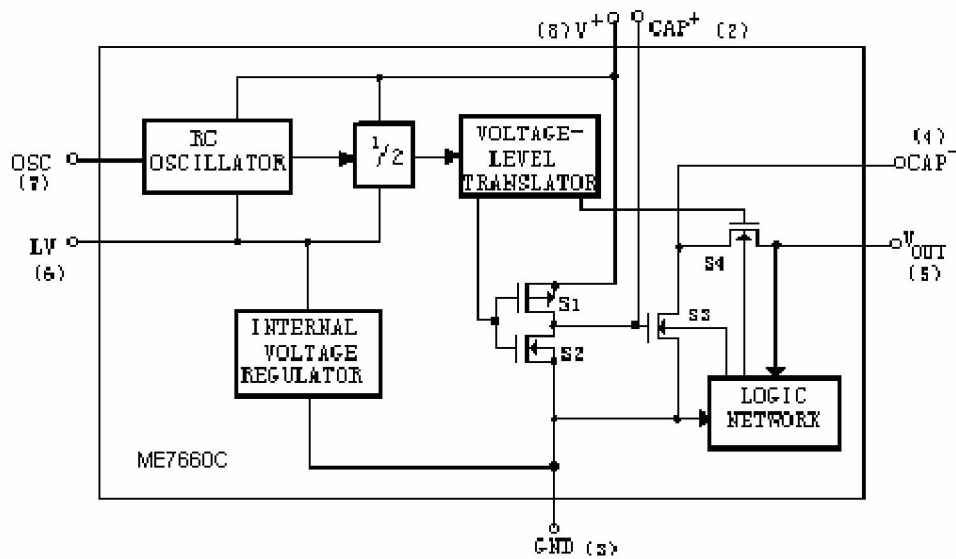 (8) V+ CAP+ (2)
RC
OSCILLATOR
1/2
VOLTAGE-
LEVEL
TRANSLATOR
(4)
CAP-
OSC
(7)
LV
(6)
VOUT
(5)
S4
S1
S3
S2
INTERNAL
VOLTAGE
REGULATOR
LOGIC
NETWORK
ME7660C
GND (3)